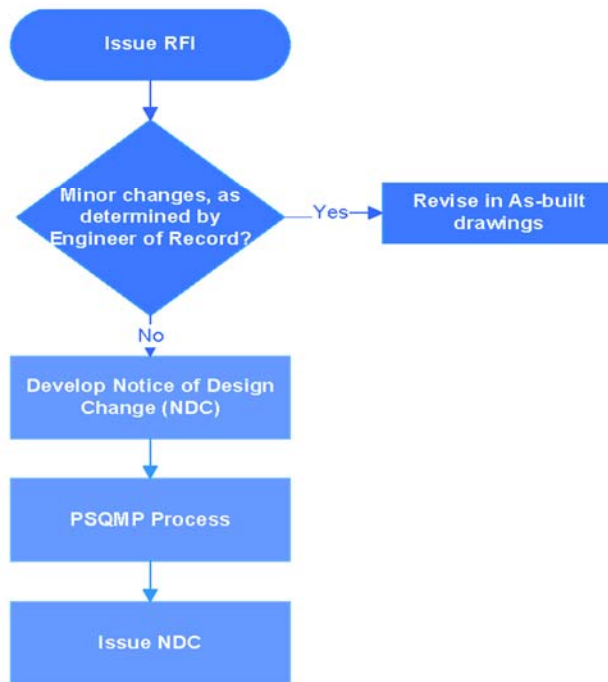 Issue RFI
Minor changes, as
determined by
Engineer of Record?
Yes
Revise in As-built
drawings
No
Develop Notice of Design
Change (NDC)
PSQMP Process
Issue NDC